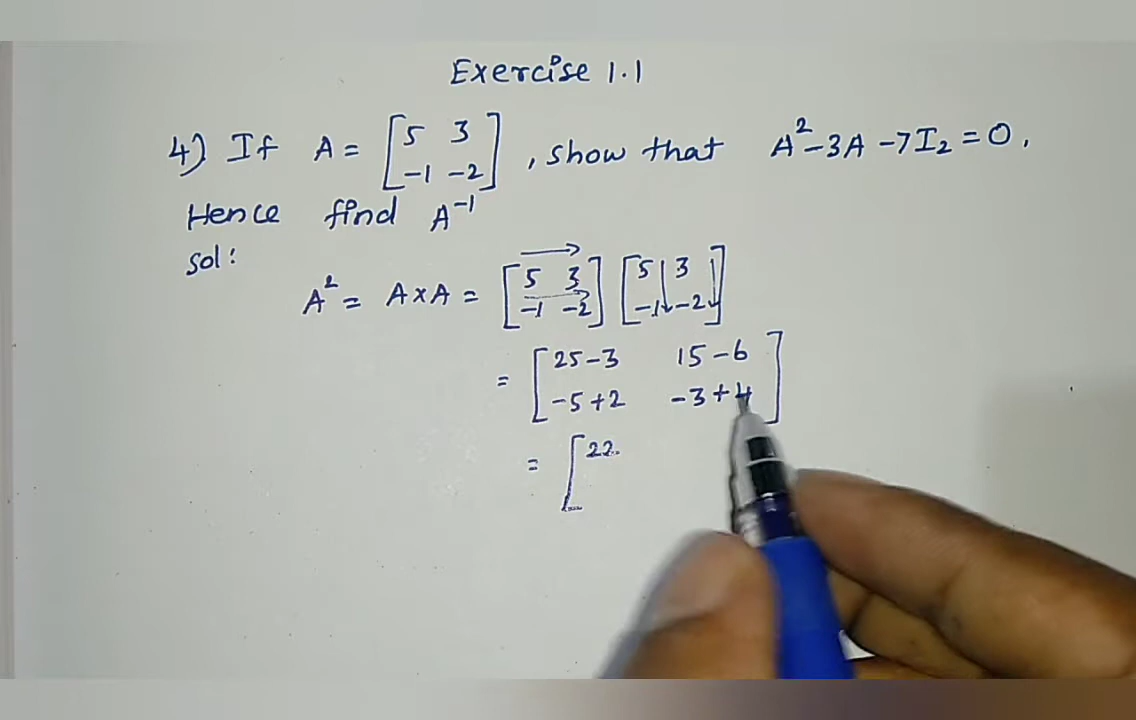 Exercise 1.1
4) If A = [5 3 -1 -2], show that A²-3A-7I₂=0.
Hence find A⁻¹
sol:
A² = A×A = [5 3 -1 -2] [5 3 -1 -2]
= [25-3 15-6
-5+2 -3+4]
= [22